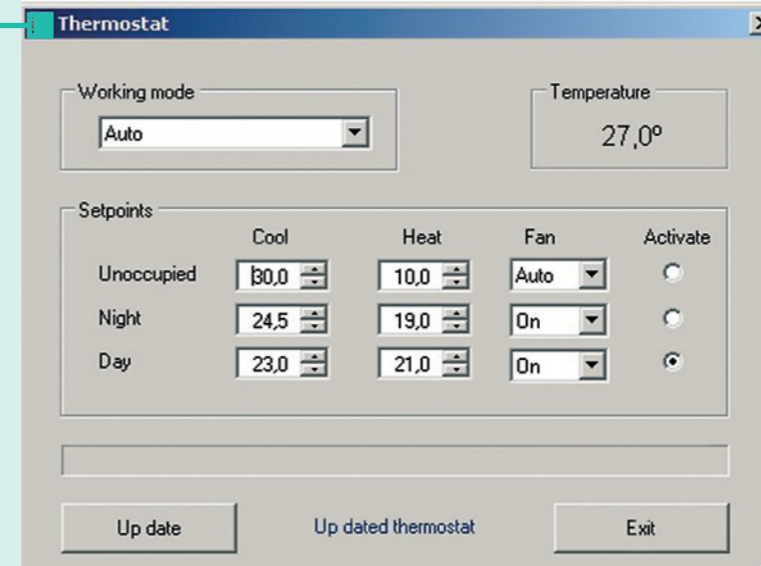 Thermostat
Working mode
Auto
Temperature
27,0º
Setpoints
Cool Heat Fan Activate
Unoccupied 30,0 10,0 Auto
Night 24,5 19,0 On
Day 23,0 21,0 On
Up date Up dated thermostat Exit